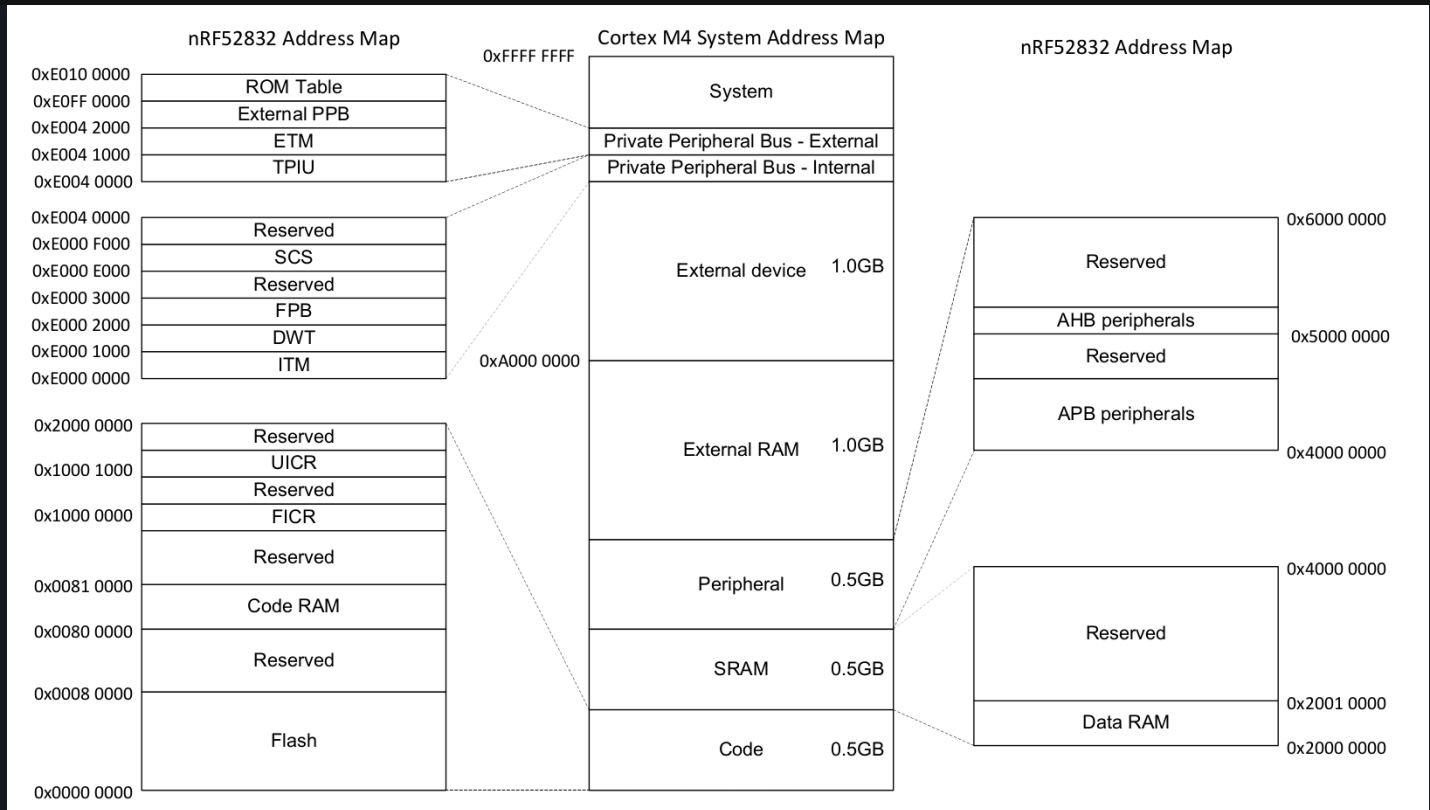 nRF52832 Address Map
0xE010 0000
ROM Table
0xE0FF 0000
External PPB
0xE004 2000
ETM
0xE004 1000
TPIU
0xE004 0000
0xE004 0000
Reserved
0xE000 F000
SCS
0xE000 E000
Reserved
0xE000 3000
FPB
0xE000 2000
DWT
0xE000 1000
ITM
0xE000 0000
0x2000 0000
Reserved
UICR
0x1000 1000
Reserved
0x1000 0000
FICR
Reserved
0x0081 0000
Code RAM
0x0080 0000
Reserved
0x0008 0000
Flash
0x0000 0000
Cortex M4 System Address Map
0xFFFF FFFF
System
Private Peripheral Bus - External
Private Peripheral Bus - Internal
External device 1.0GB
0xA000 0000
External RAM 1.0GB
Peripheral 0.5GB
SRAM 0.5GB
Code 0.5GB
nRF52832 Address Map
0x6000 0000
Reserved
AHB peripherals
0x5000 0000
Reserved
APB peripherals
0x4000 0000
0x4000 0000
Reserved
0x2001 0000
Data RAM
0x2000 0000